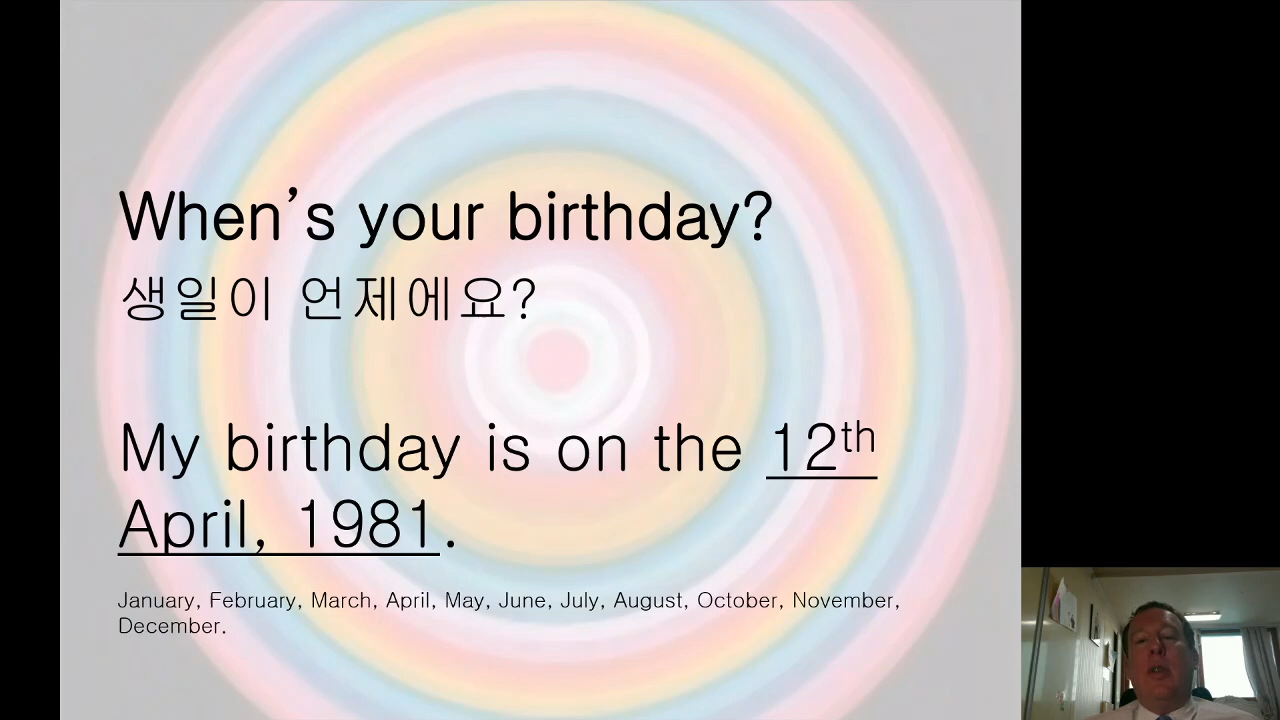 When’s your birthday?
생일이 언제에요?
My birthday is on the 12th
April, 1981.
January, February, March, April, May, June, July, August, October, November,
December.